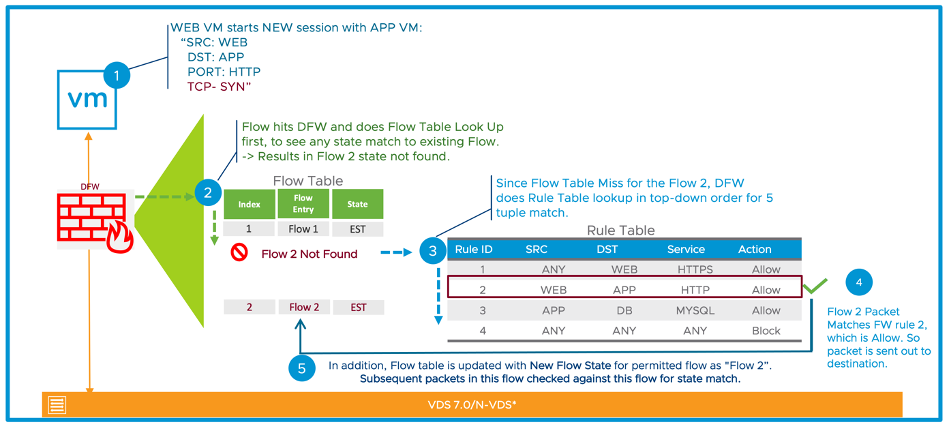 WEB VM starts NEW session with APP VM:
"SRC: WEB
DST: APP
PORT: HTTP
TCP- SYN"
1
vm
Flow hits DFW and does Flow Table Look Up
first, to see any state match to existing Flow.
-> Results in Flow 2 state not found.
DFW
2
Flow Table
Index Flow Entry State
1 Flow 1 EST
Flow 2 Not Found
2 Flow 2 EST
Since Flow Table Miss for the Flow 2, DFW
does Rule Table lookup in top-down order for 5
tuple match.
3
Rule Table
Rule ID SRC DST Service Action
1 ANY WEB HTTPS Allow
2 WEB APP HTTP Allow
3 APP DB MYSQL Allow
4 ANY ANY ANY Block
4
Flow 2 Packet
Matches FW rule 2,
which is Allow. So
packet is sent out to
destination.
5
In addition, Flow table is updated with New Flow State for permitted flow as "Flow 2".
Subsequent packets in this flow checked against this flow for state match.
VDS 7.0/N-VDS*